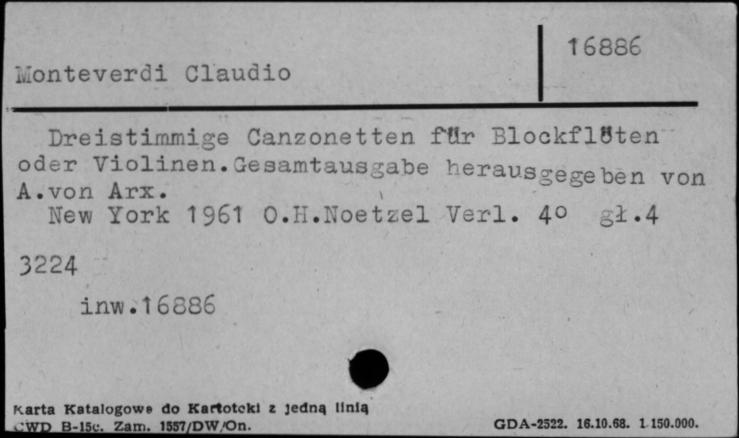 16886
Monteverdi Claudio
Dreistimmige Canzonetten für Blockflöten
oder Violinen.Gesamtausgabe herausgegeben von
A.von Arx.
New York 1961 O.H.Noetzel Verl. 4º gł.4
3224
inw.16886
Karta Katalogowe do Kartoteki z jedną linią
CWD B-15c. Zam. 1557/DW/On.
GDA-2522. 16.10.68. 1.150.000.